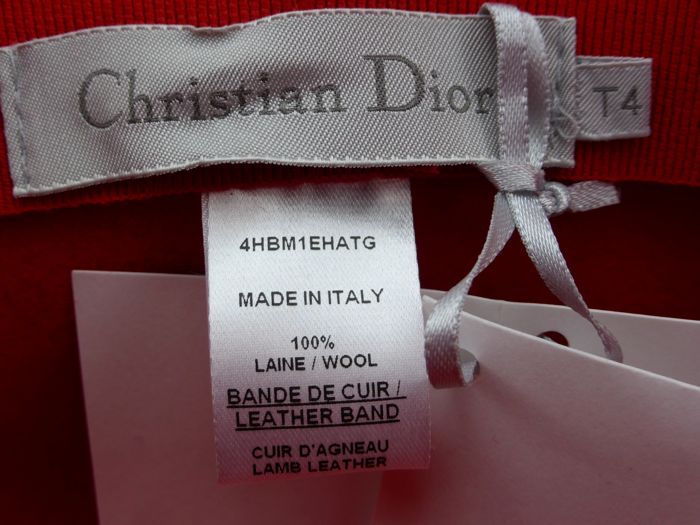 Christian Dior
T4
4HBM1EHATG
MADE IN ITALY
100%
LAINE / WOOL
BANDE DE CUIR /
LEATHER BAND
CUIR D'AGNEAU
LAMB LEATHER